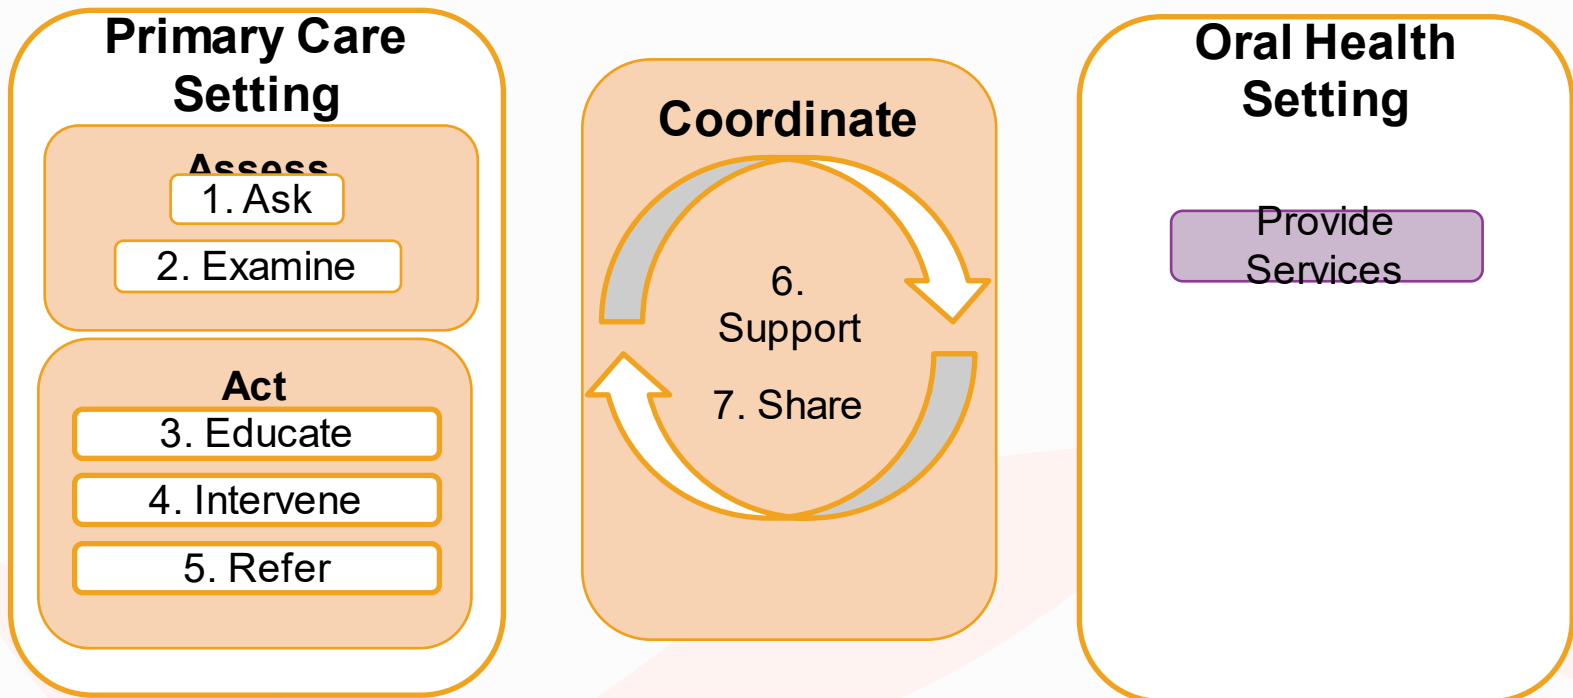 Primary Care
Setting
Assess
1. Ask
2. Examine
Act
3. Educate
4. Intervene
5. Refer
Coordinate
6.
Support
7. Share
Oral Health
Setting
Provide
Services